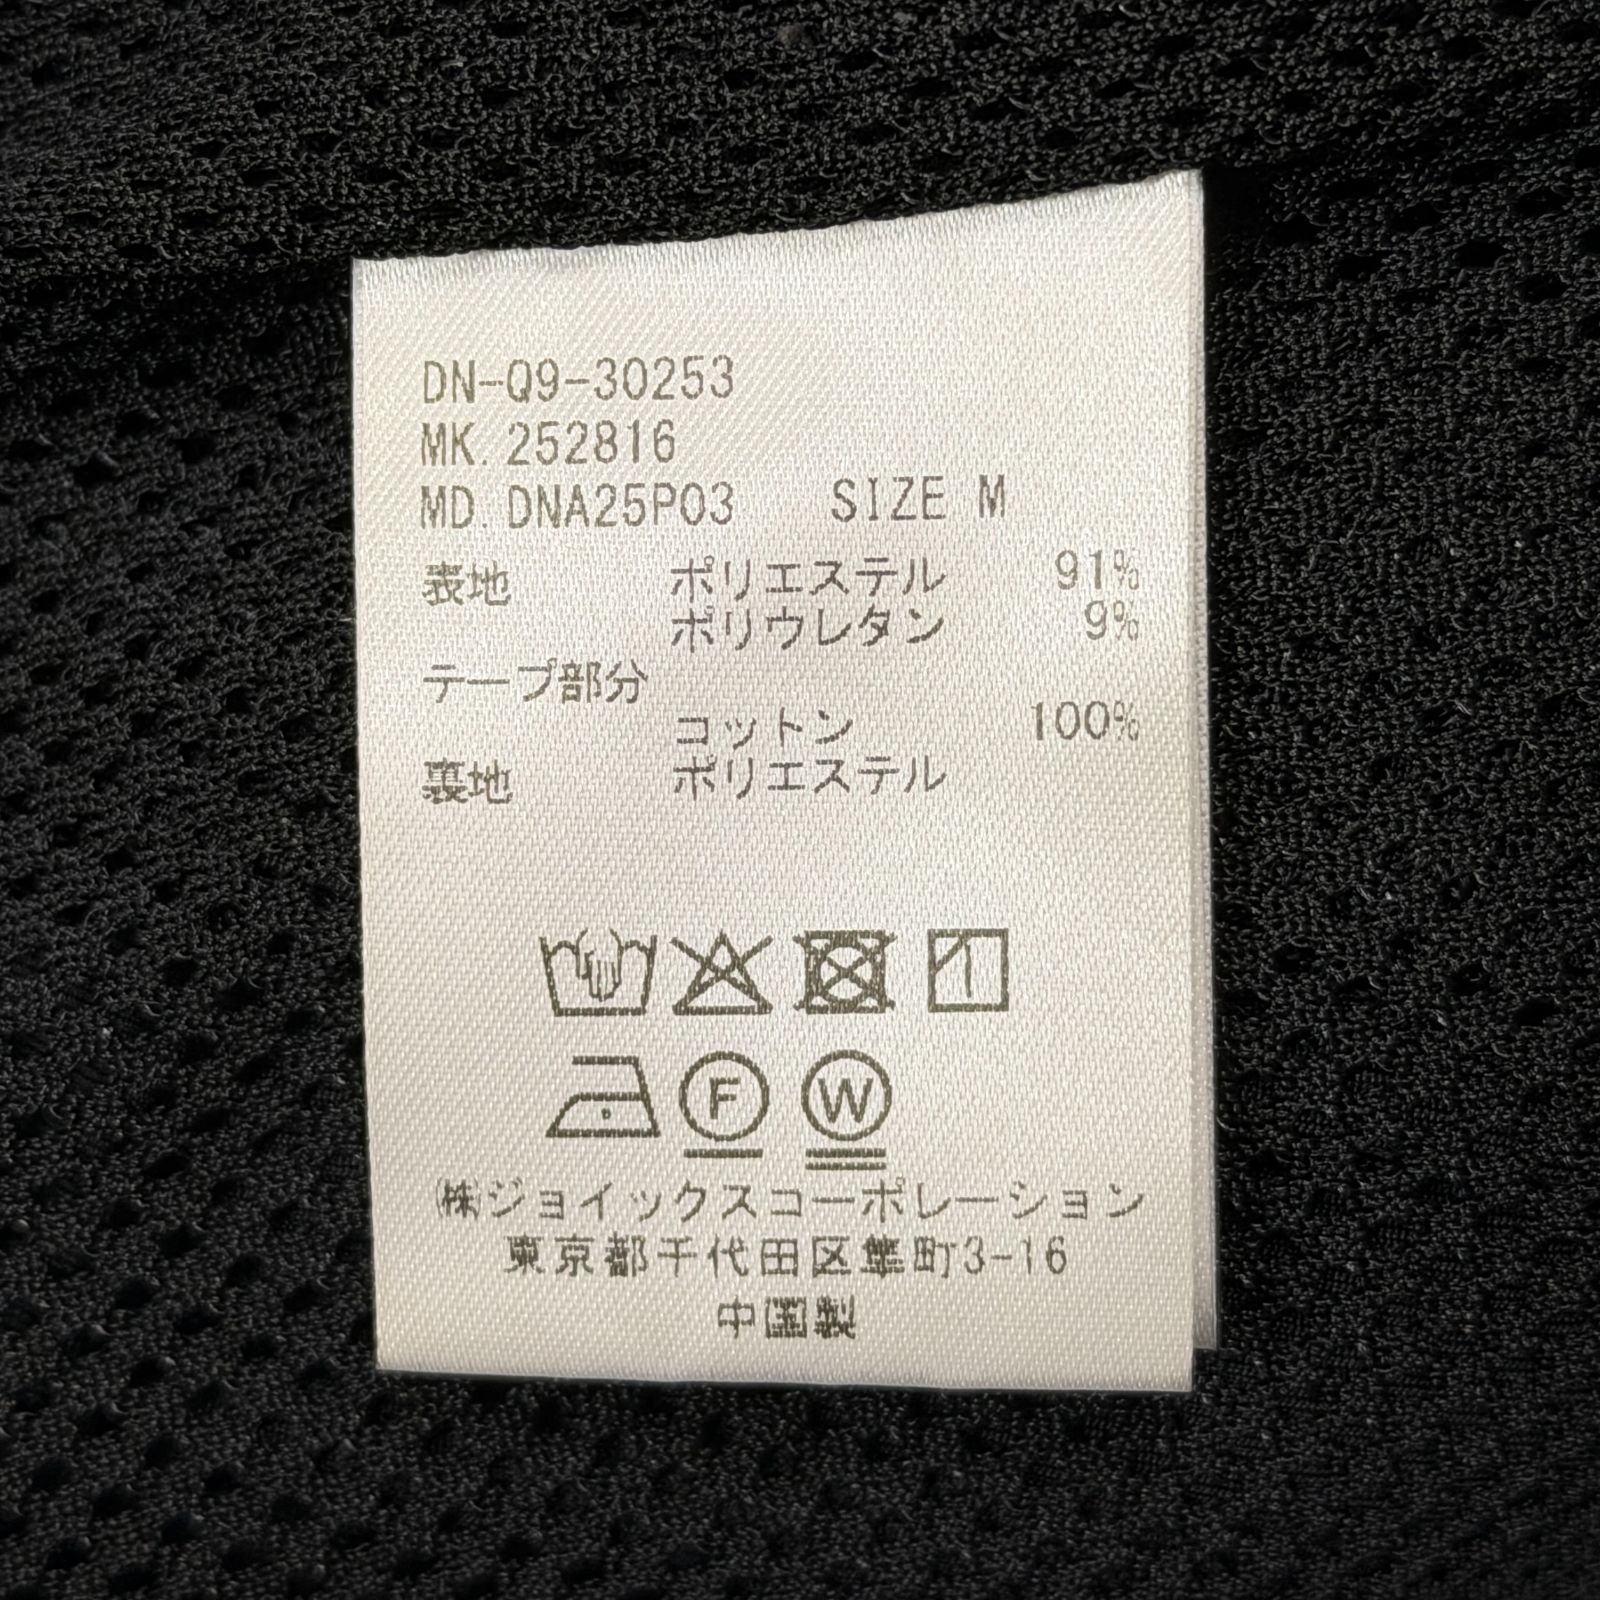 DN-Q9-30253
MK. 252816
MD. DNA25P03 SIZE M
表地 ポリエステル 91%
ポリウレタン 9%
テープ部分
コットン 100%
裏地 ポリエステル
F W
㈱ジョイックスコーポレーション
東京都千代田区隼町3-16
中国製